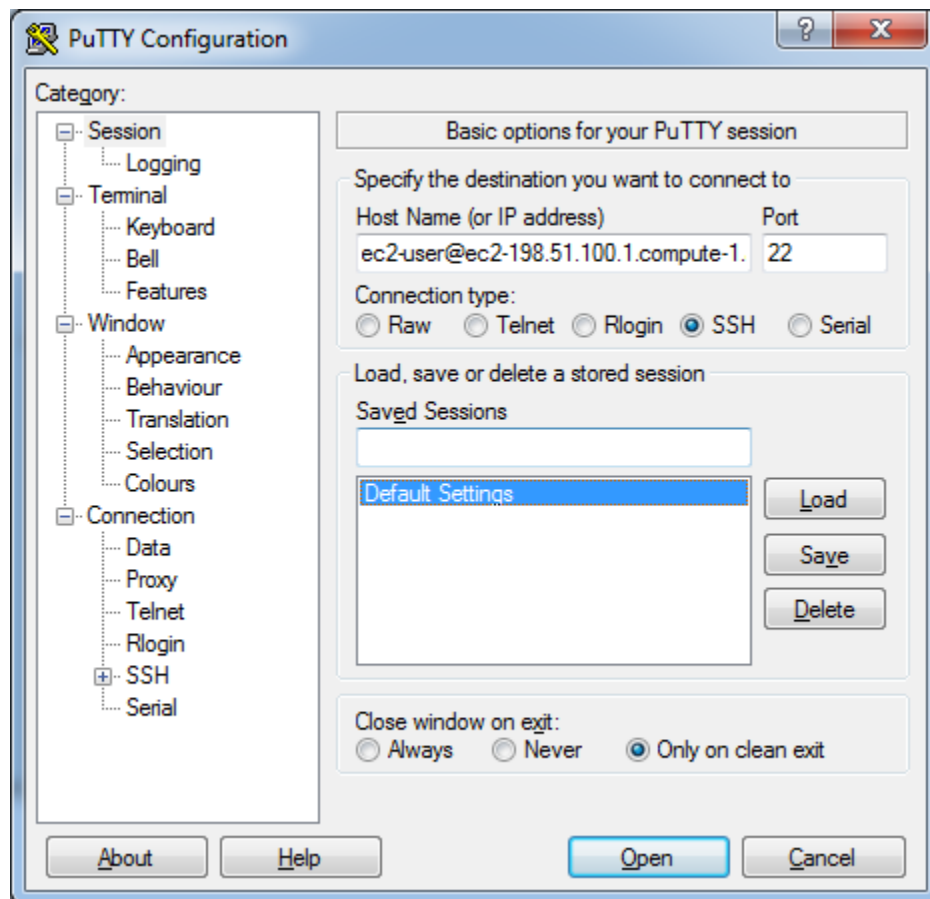 PuTTY Configuration
Category:
Session
Logging
Terminal
Keyboard
Bell
Features
Window
Appearance
Behaviour
Translation
Selection
Colours
Connection
Data
Proxy
Telnet
Rlogin
SSH
Serial
Basic options for your PuTTY session
Specify the destination you want to connect to
Host Name (or IP address) Port
ec2-user@ec2-198.51.100.1.compute-1. 22
Connection type:
Raw Telnet Rlogin SSH Serial
Load, save or delete a stored session
Saved Sessions
Default Settings
Load
Save
Delete
Close window on exit:
Always Never Only on clean exit
About Help Open Cancel